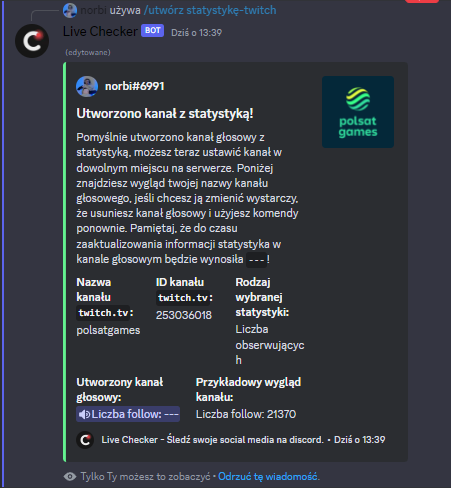 norbi używa /utwórz statystykę-twitch
Live Checker BOT Dziś o 13:39
(edytowane)
norbi#6991
polsat
games
Utworzono kanał z statystyką!
Pomyślnie utworzono kanał głosowy z
statystyką, możesz teraz ustawić kanał w
dowolnym miejscu na serwerze. Poniżej
znajdziesz wygląd twojej nazwy kanału
głosowego, jeśli chcesz ją zmienić wystarczy,
że usuniesz kanał głosowy i użyjesz komendy
ponownie. Pamiętaj, że do czasu
zaaktualizowania informacji statystyka w
kanale głosowym będzie wynosiła ---!
Nazwa
kanału
twitch.tv:
polsatgames
ID kanału
twitch.tv:
253036018
Rodzaj
wybranej
statystyki:
Liczba
obserwującyc
h
Utworzony kanał
głosowy:
Liczba follow: ---
Przykładowy wygląd
kanału:
Liczba follow: 21370
Live Checker - Śledź swoje social media na discord. • Dziś o 13:39
Tylko Ty możesz to zobaczyć • Odrzuć tę wiadomość.